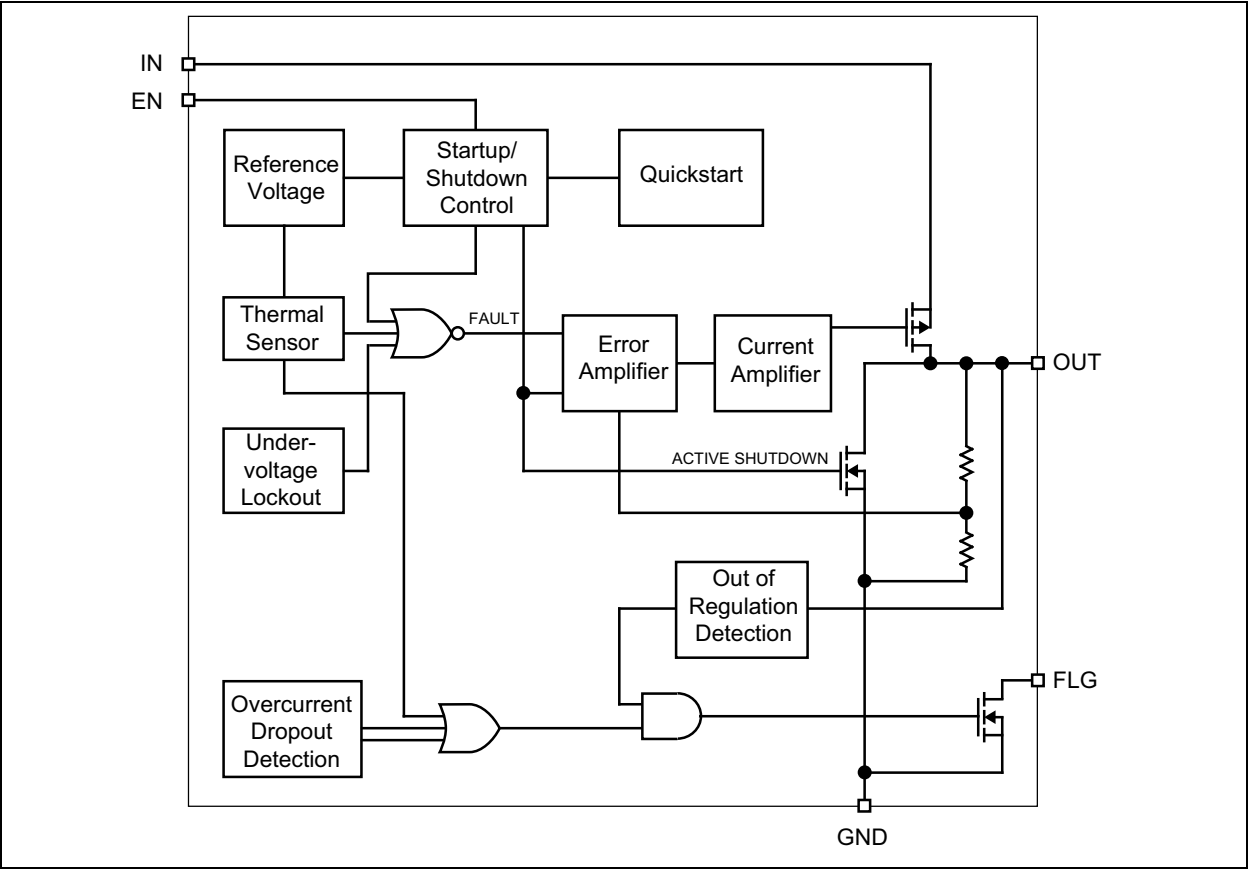 IN
EN
Reference
Voltage
Startup/
Shutdown
Control
Quickstart
Thermal
Sensor
FAULT
Error
Amplifier
Current
Amplifier
OUT
Under-
voltage
Lockout
ACTIVE SHUTDOWN
Out of
Regulation
Detection
FLG
Overcurrent
Dropout
Detection
GND